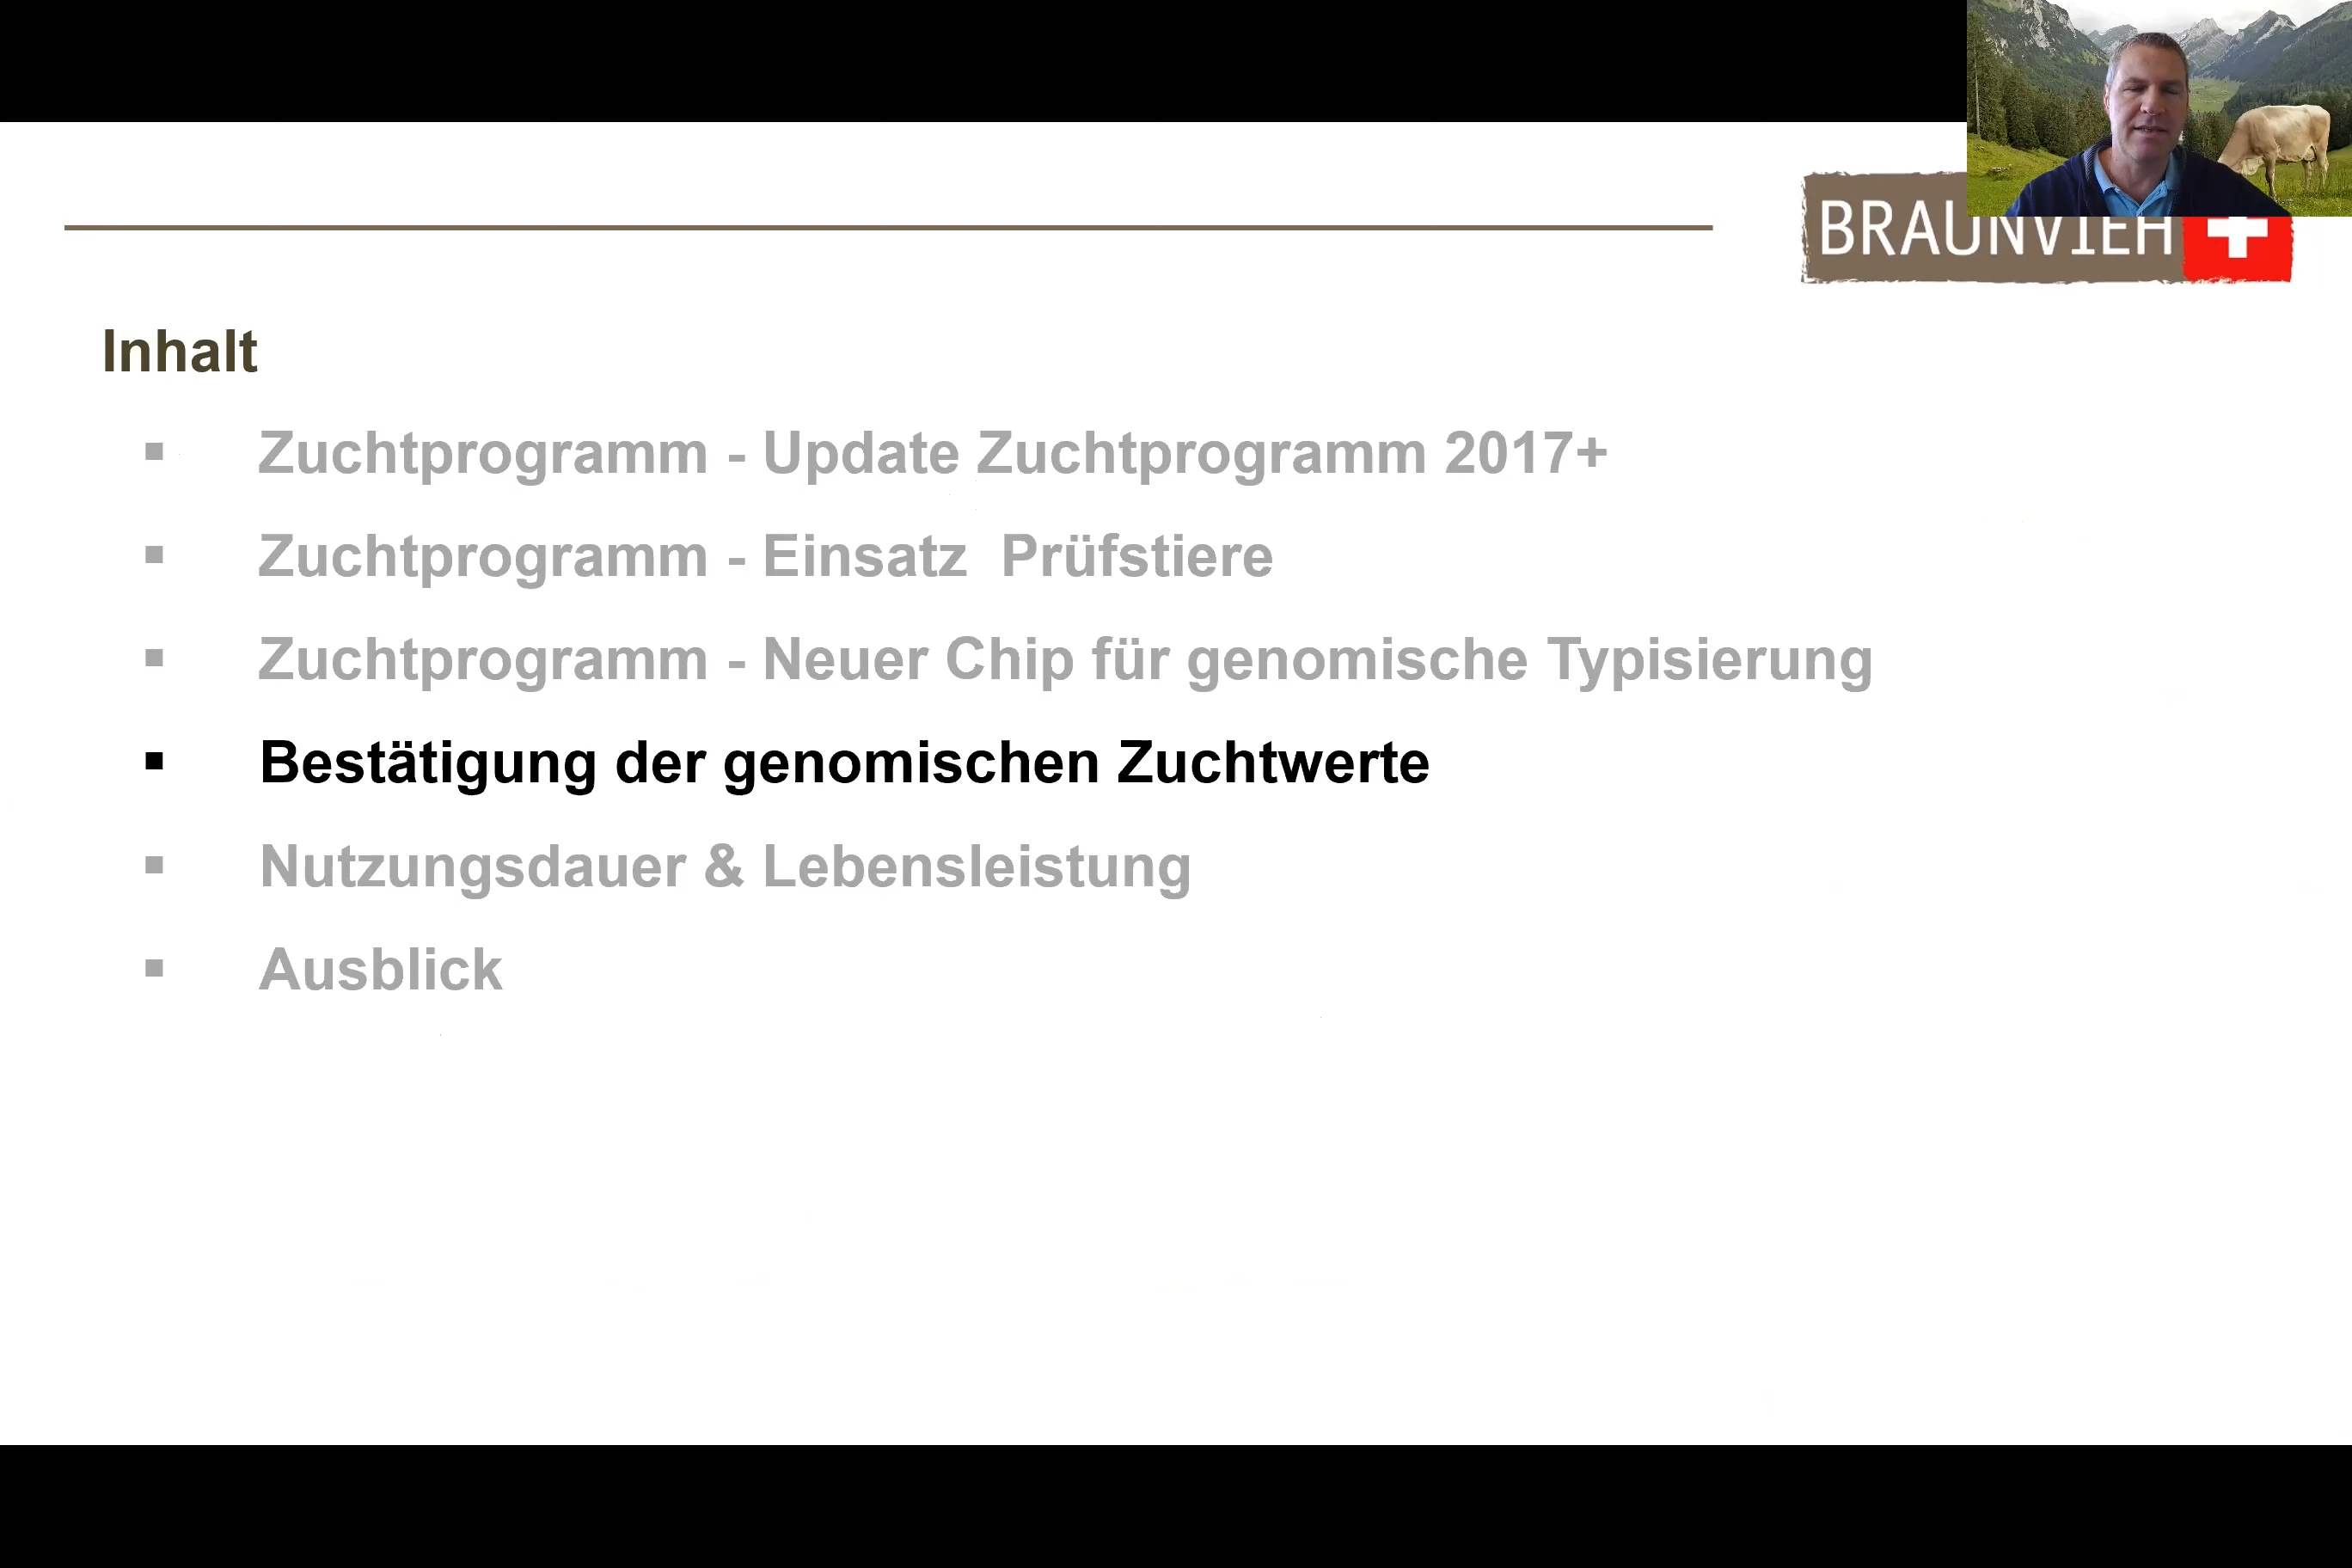 BRAUNVIEH
Inhalt
▪ Zuchtprogramm - Update Zuchtprogramm 2017+
▪ Zuchtprogramm - Einsatz  Prüfstiere
▪ Zuchtprogramm - Neuer Chip für genomische Typisierung
▪ Bestätigung der genomischen Zuchtwerte
▪ Nutzungsdauer & Lebensleistung
▪ Ausblick